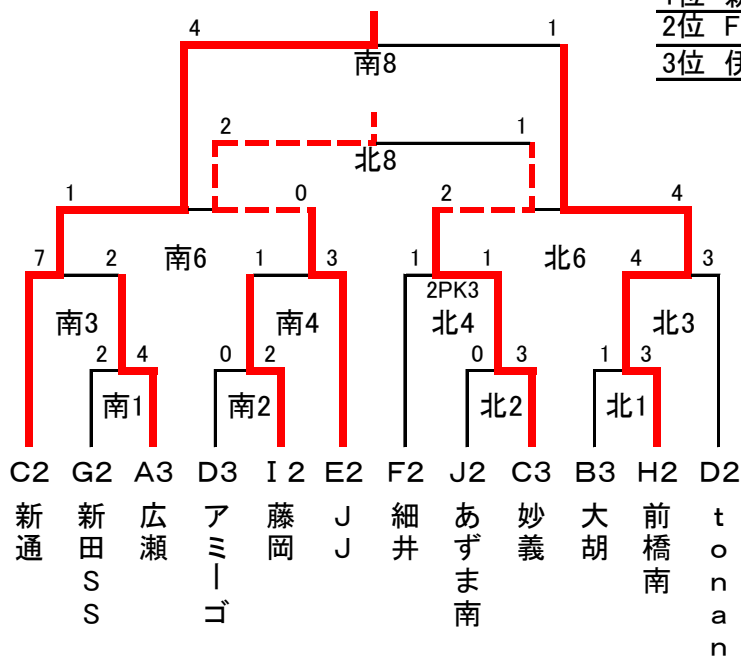 1位
2位 F
3位 伊
4 1
南8
2 1
北8
1 0 2 4
南6 北6
7 2 1 3 1 1 4 3
2PK3
南3 南4 北4 北3
2 4 0 2 0 3 1 3
南1 南2 北2 北1
C2 G2 A3 D3 I2 E2 F2 J2 C3 B3 H2 D2
新通
新田SS
広瀬
アミーゴ
藤岡
JJ
細井
あずま南
妙義
大胡
前橋南
tonan